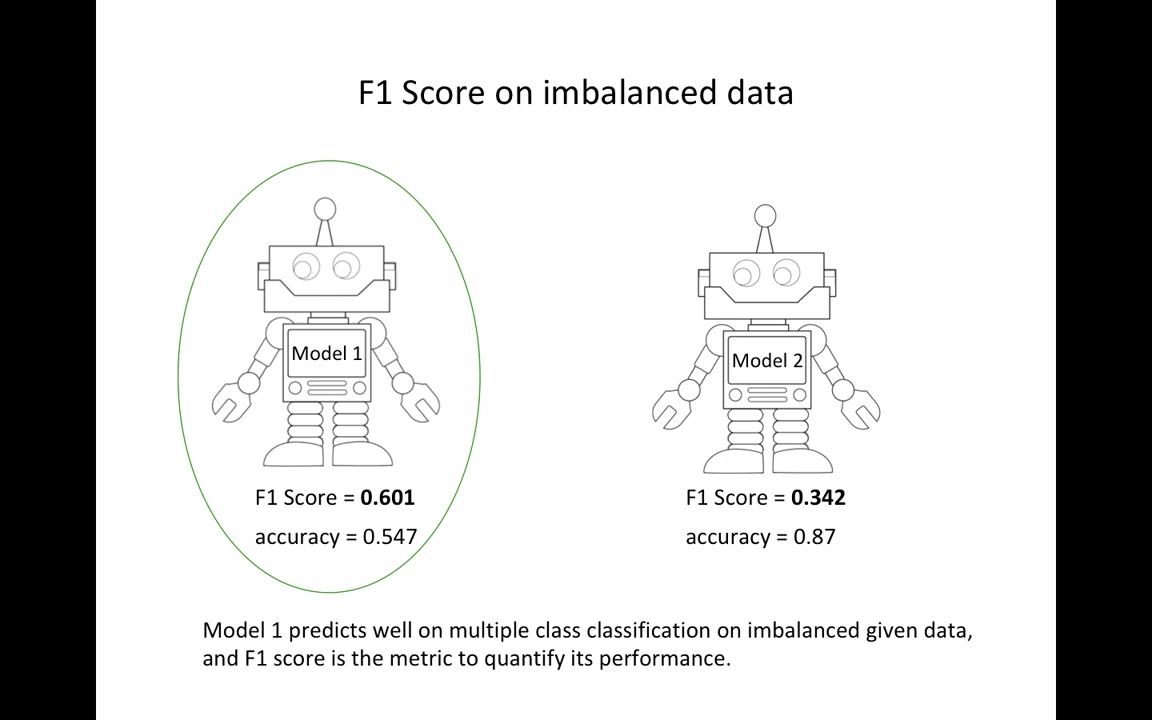 F1 Score on imbalanced data
Model 1
Model 2
F1 Score = 0.601
accuracy = 0.547
F1 Score = 0.342
accuracy = 0.87
Model 1 predicts well on multiple class classification on imbalanced given data,
and F1 score is the metric to quantify its performance.